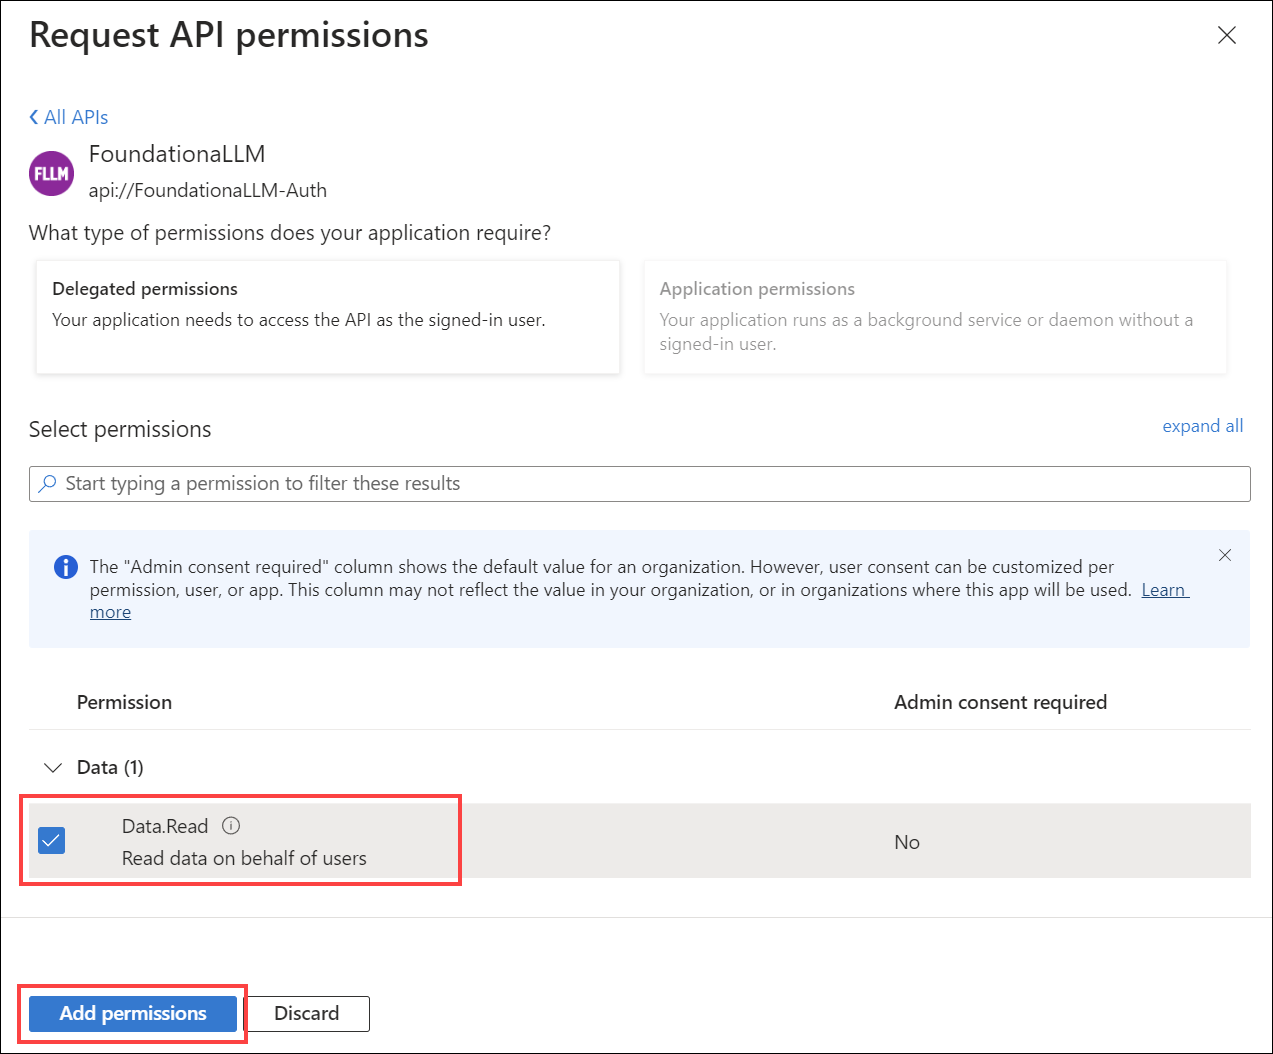 Request API permissions
All APIs
FLLM
FoundationaLLM
api://FoundationaLLM-Auth
What type of permissions does your application require?
Delegated permissions
Your application needs to access the API as the signed-in user.
Application permissions
Your application runs as a background service or daemon without a
signed-in user.
Select permissions
expand all
Start typing a permission to filter these results
The "Admin consent required" column shows the default value for an organization. However, user consent can be customized per
permission, user, or app. This column may not reflect the value in your organization, or in organizations where this app will be used. Learn
more
Permission
Admin consent required
Data (1)
Data.Read
Read data on behalf of users
No
Add permissions
Discard